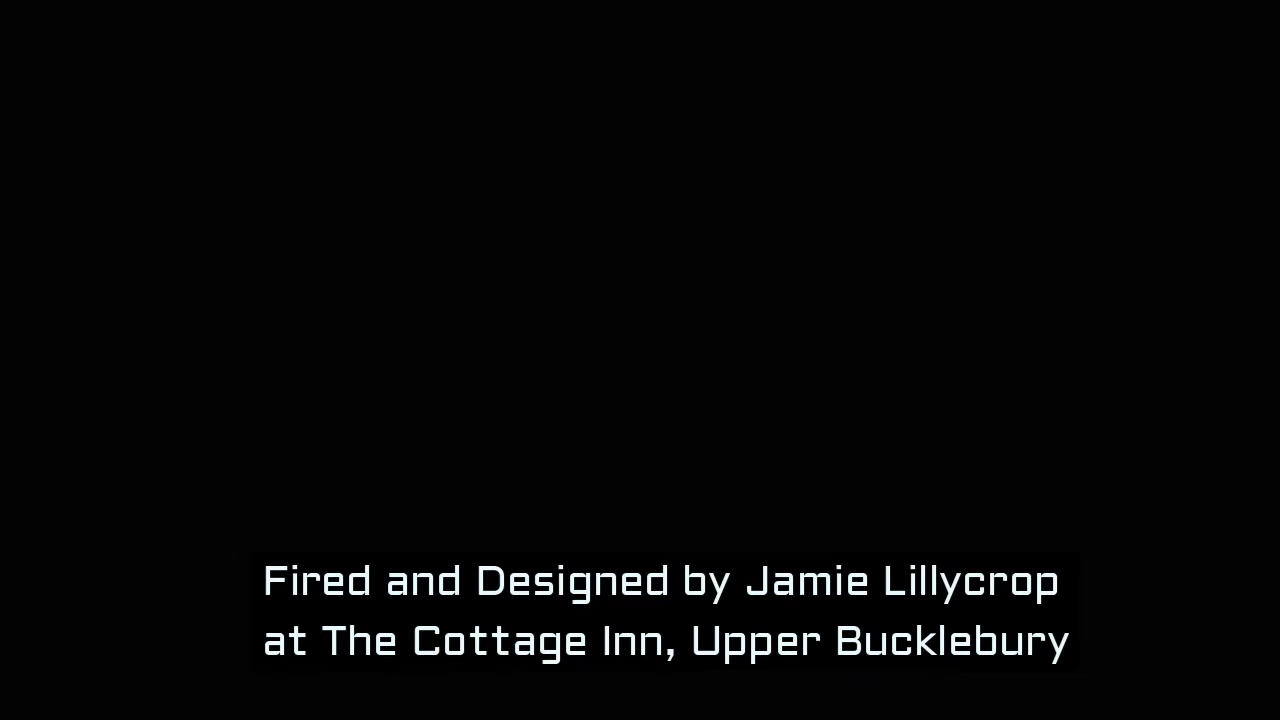 Fired and Designed by Jamie Lillycrop
at The Cottage Inn, Upper Bucklebury